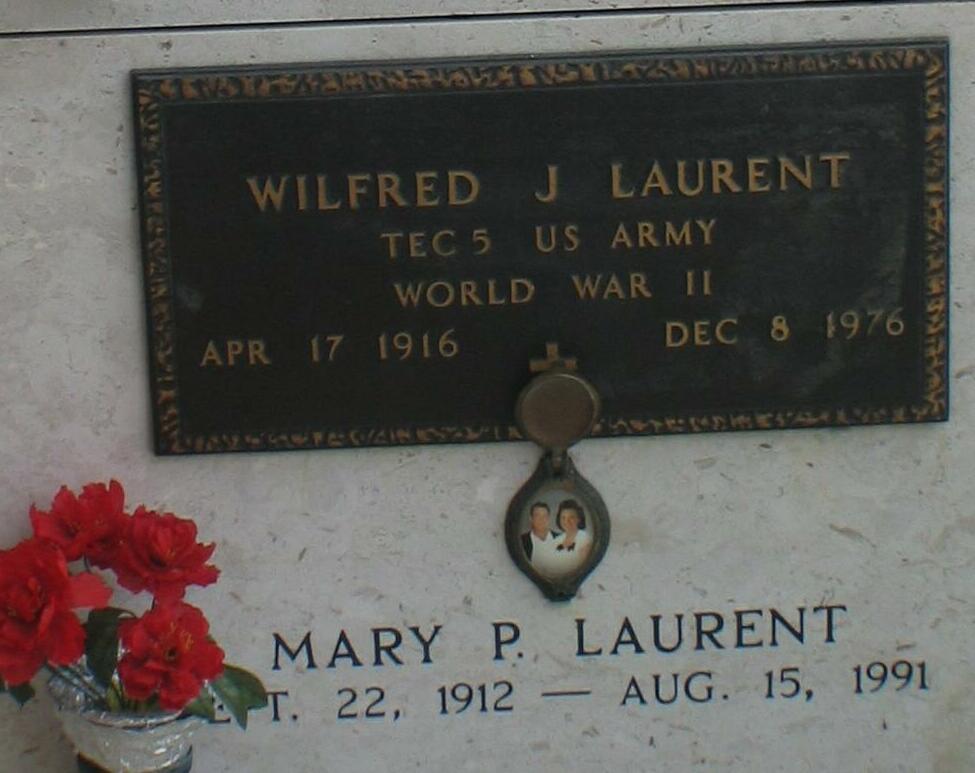 WILFRED J LAURENT
TEC 5 US ARMY
WORLD WAR II
APR 17 1916 DEC 8 1976
MARY P. LAURENT
22, 1912 — AUG. 15, 1991